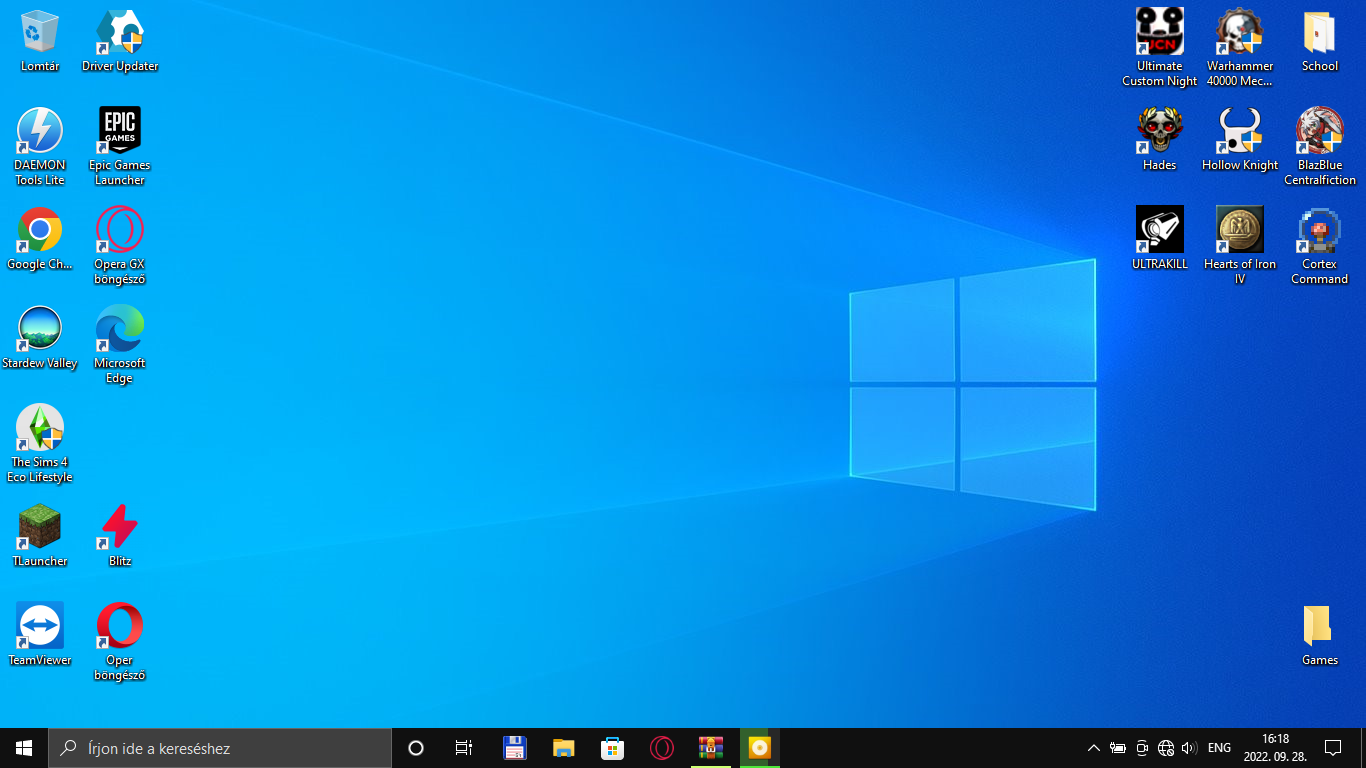 Lomtár
Driver Updater
DAEMON
Tools Lite
EPIC
GAMES
Epic Games
Launcher
Google Ch...
Opera GX
böngésző
Stardew Valley
Microsoft
Edge
The Sims 4
Eco Lifestyle
TLauncher
Blitz
TeamViewer
Oper
böngésző
UCN
Ultimate
Custom Night
Warhammer
40000 Mec...
School
Hades
Hollow Knight
BlazBlue
Centralfiction
ULTRAKILL
Hearts of Iron
IV
Cortex
Command
Games
Írjon ide a kereséshez
ENG
16:18
2022. 09. 28.